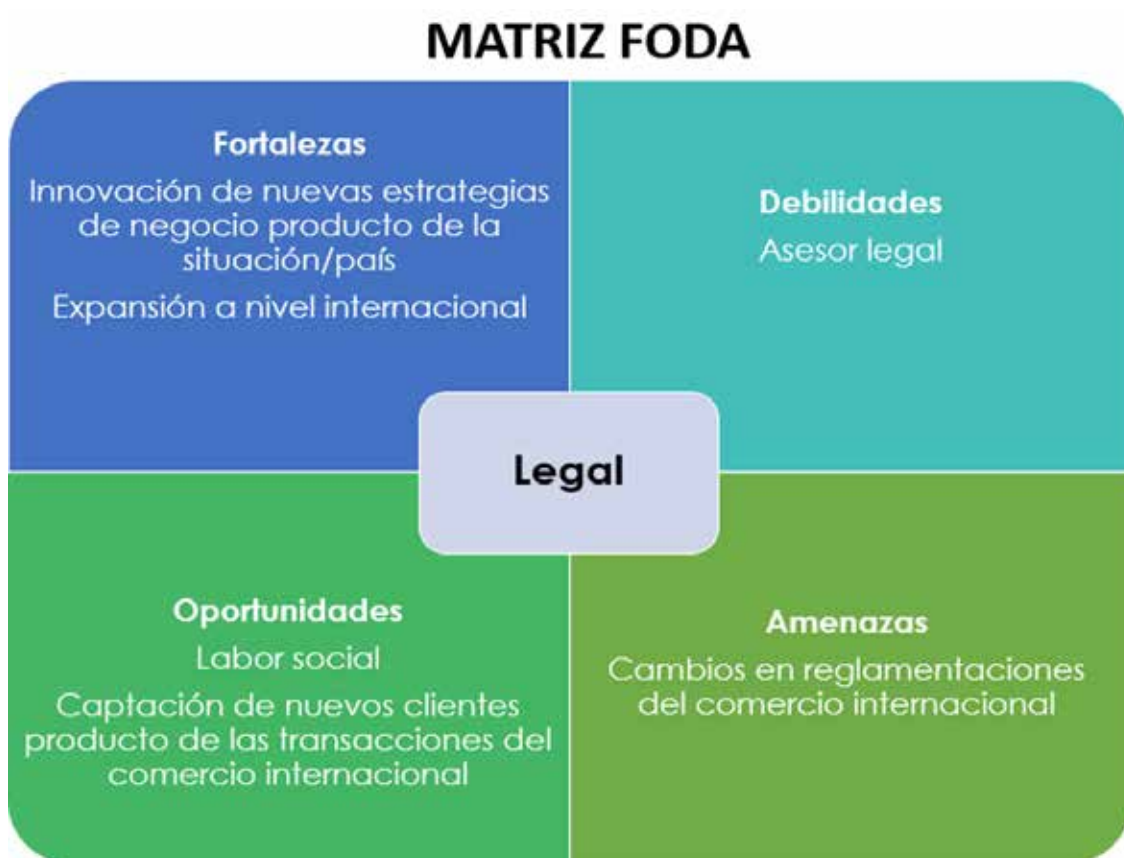 MATRIZ FODA
Fortalezas
Innovación de nuevas estrategias
de negocio producto de la
situación/país
Expansión a nivel internacional
Debilidades
Asesor legal
Legal
Oportunidades
Labor social
Captación de nuevos clientes
producto de las transacciones del
comercio internacional
Amenazas
Cambios en reglamentaciones
del comercio internacional